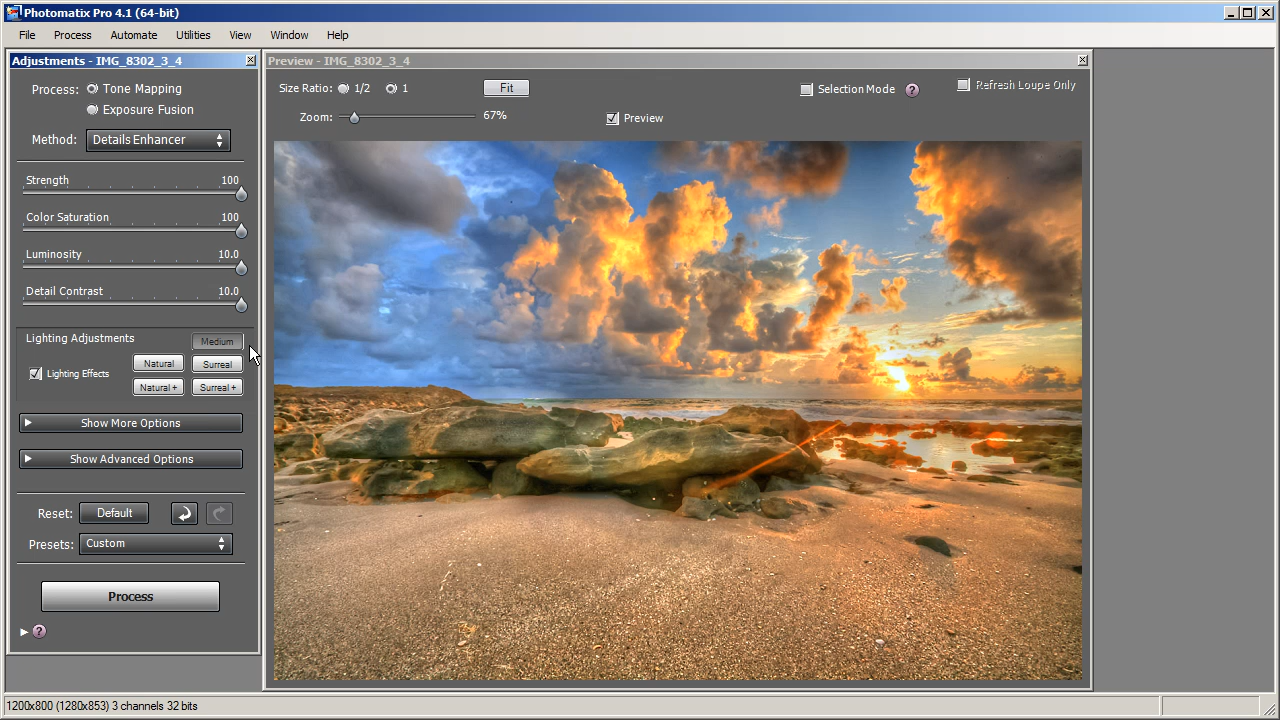 Photomatix Pro 4.1 (64-bit)
File Process Automate Utilities View Window Help
Adjustments - IMG_8302_3_4
Process: Tone Mapping
Exposure Fusion
Method: Details Enhancer
Strength 100
Color Saturation 100
Luminosity 10.0
Detail Contrast 10.0
Lighting Adjustments Medium
Natural Surreal
Lighting Effects
Natural + Surreal +
Show More Options
Show Advanced Options
Reset: Default
Presets: Custom
Process
?
Preview - IMG_8302_3_4
Size Ratio: 1/2 1 Fit Selection Mode ? Refresh Loupe Only
Zoom: 67% Preview
1200x800 (1280x853) 3 channels 32 bits